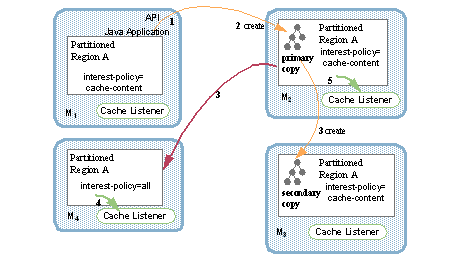 API
1
Java Application
Partitioned
Region A
interest-policy=
cache-content
M1
Cache Listener
2 create
Partitioned
Region A
interest-policy=
cache-content
primary
copy
5
M2
Cache Listener
3
3 create
Partitioned
Region A
interest-policy=all
4
M4
Cache Listener
Partitioned
Region A
interest-policy=
cache-content
secondary
copy
M3
Cache Listener